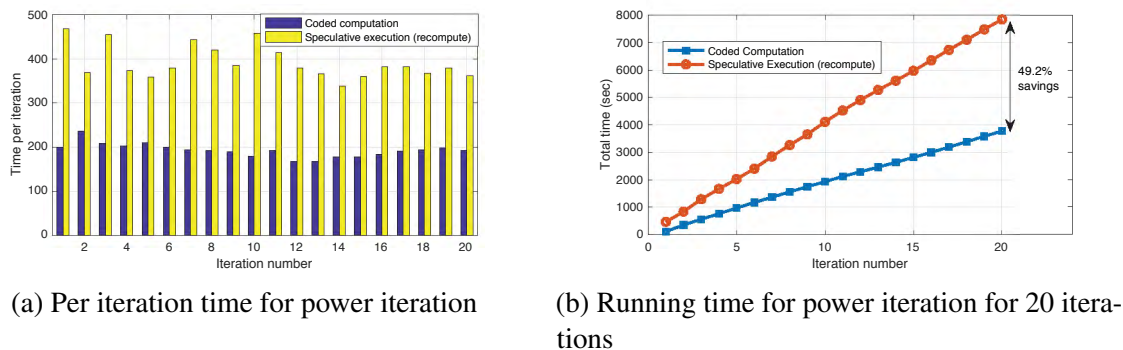 500
400
300
200
100
0
Time per iteration
Coded computation
Speculative execution (recompute)
2 4 6 8 10 12 14 16 18 20
Iteration number
(a) Per iteration time for power iteration
8000
7000
6000
5000
4000
3000
2000
1000
0
Total time (sec)
Coded Computation
Speculative Execution (recompute)
49.2%
savings
0 5 10 15 20
Iteration number
(b) Running time for power iteration for 20 itera-
tions